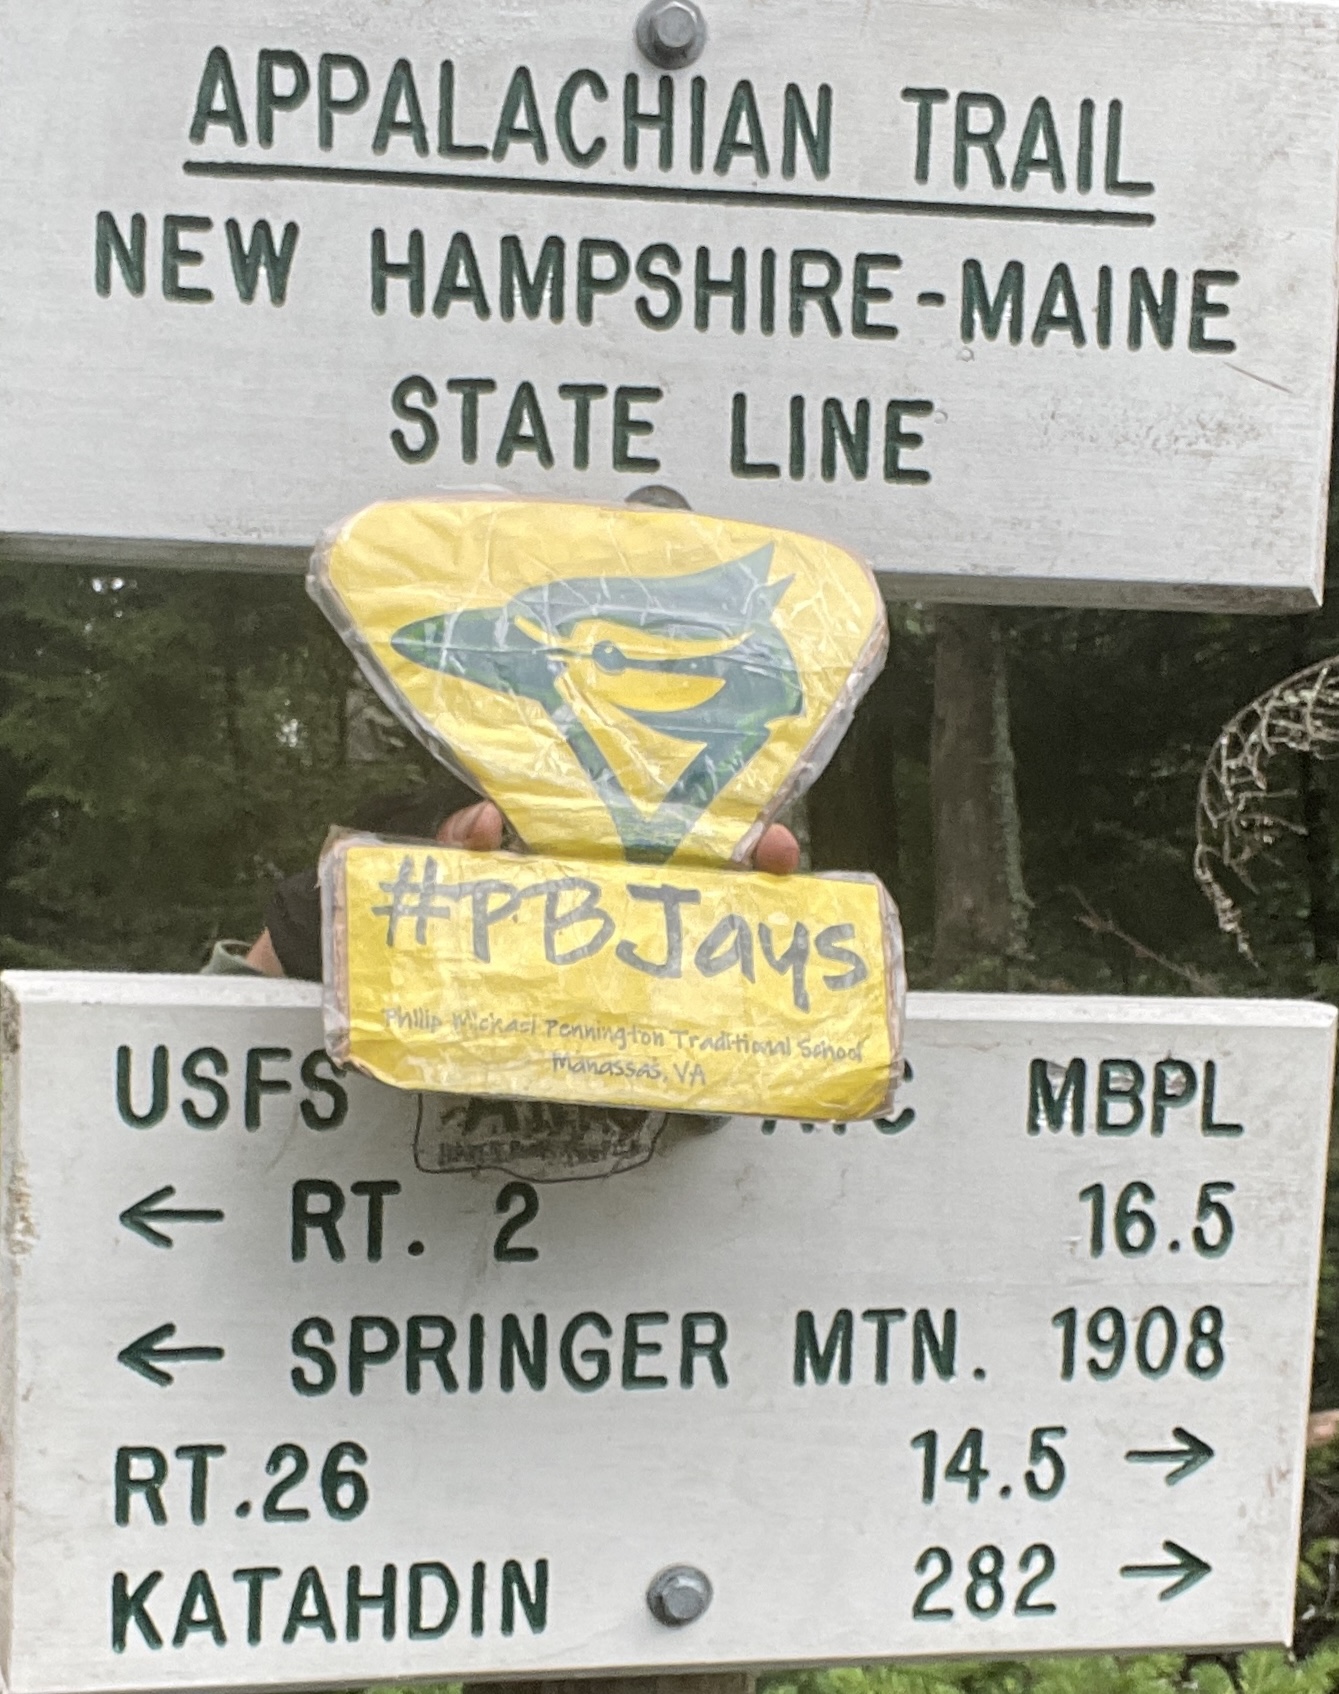 APPALACHIAN TRAIL
NEW HAMPSHIRE-MAINE
STATE LINE
#PBJays
Philip Michael Pennington Traditional School
Manassas, VA
USFS MBPL
← RT. 2 16.5
← SPRINGER MTN. 1908
RT.26 14.5 →
KATAHDIN 282 →